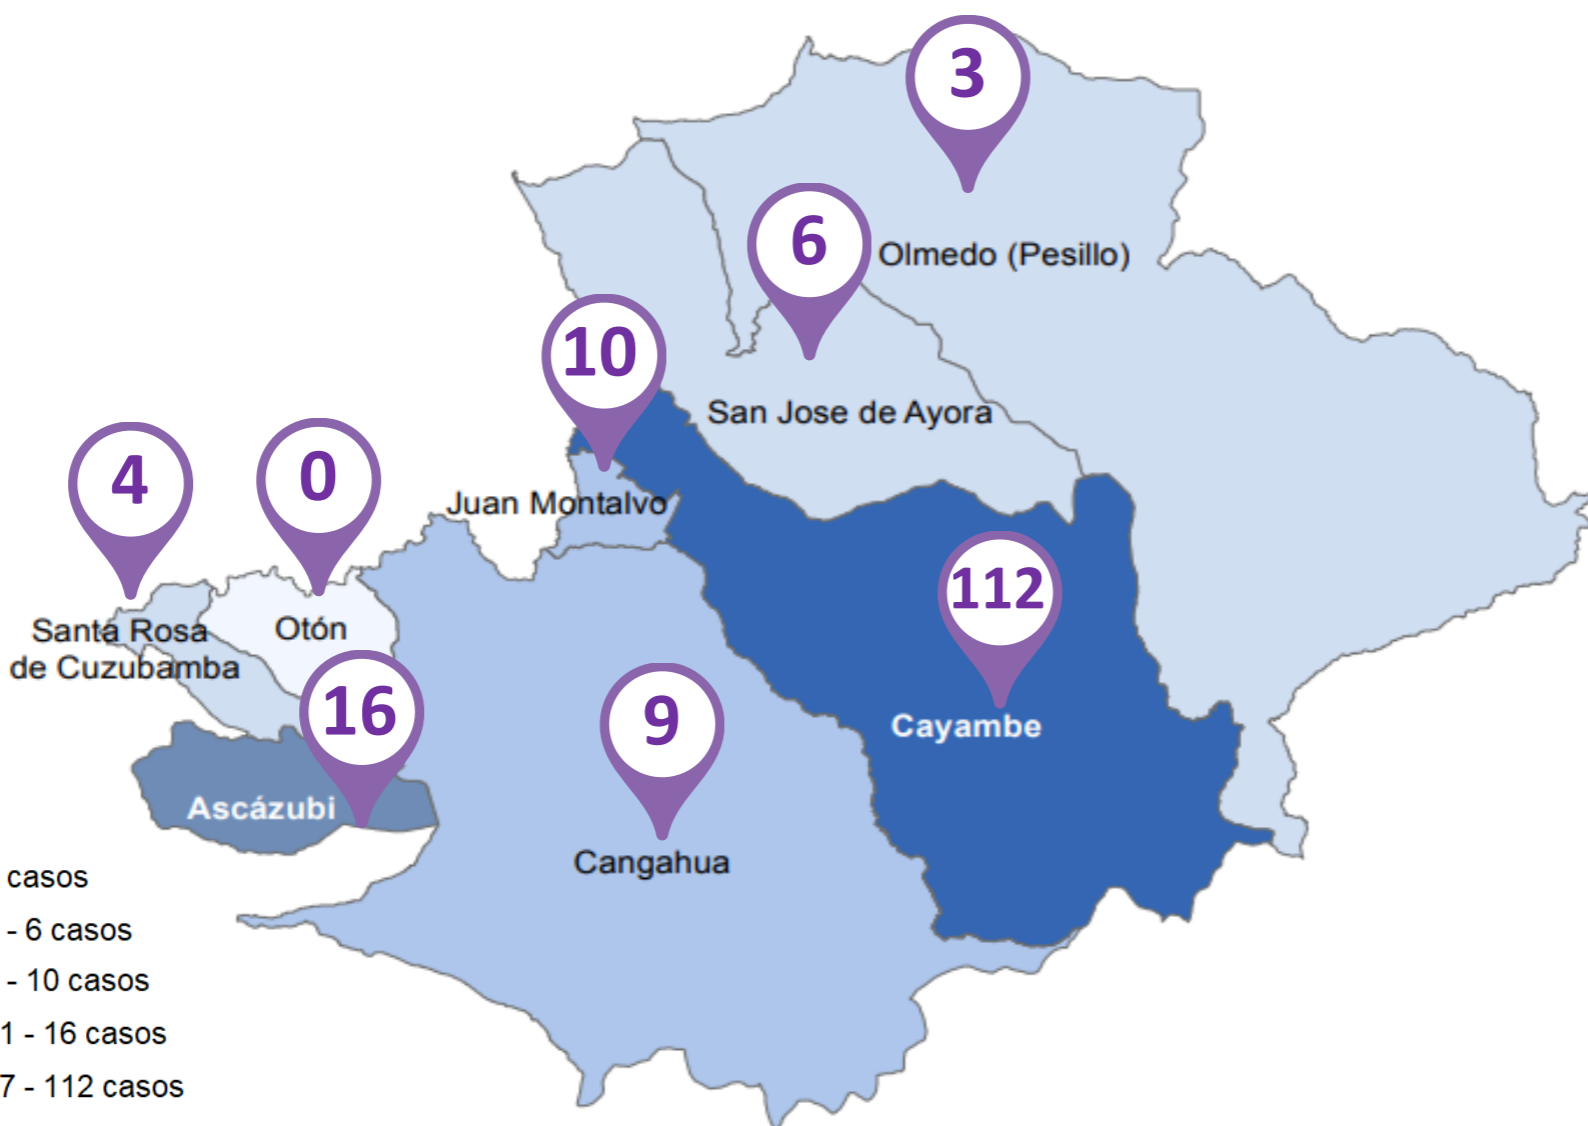 3
6
Olmedo (Pesillo)
10
San Jose de Ayora
4
0
Juan Montalvo
112
Santa Rosa
de Cuzubamba
Otón
16
9
Cayambe
Ascázubi
Cangahua
casos
- 6 casos
- 10 casos
1 - 16 casos
7 - 112 casos